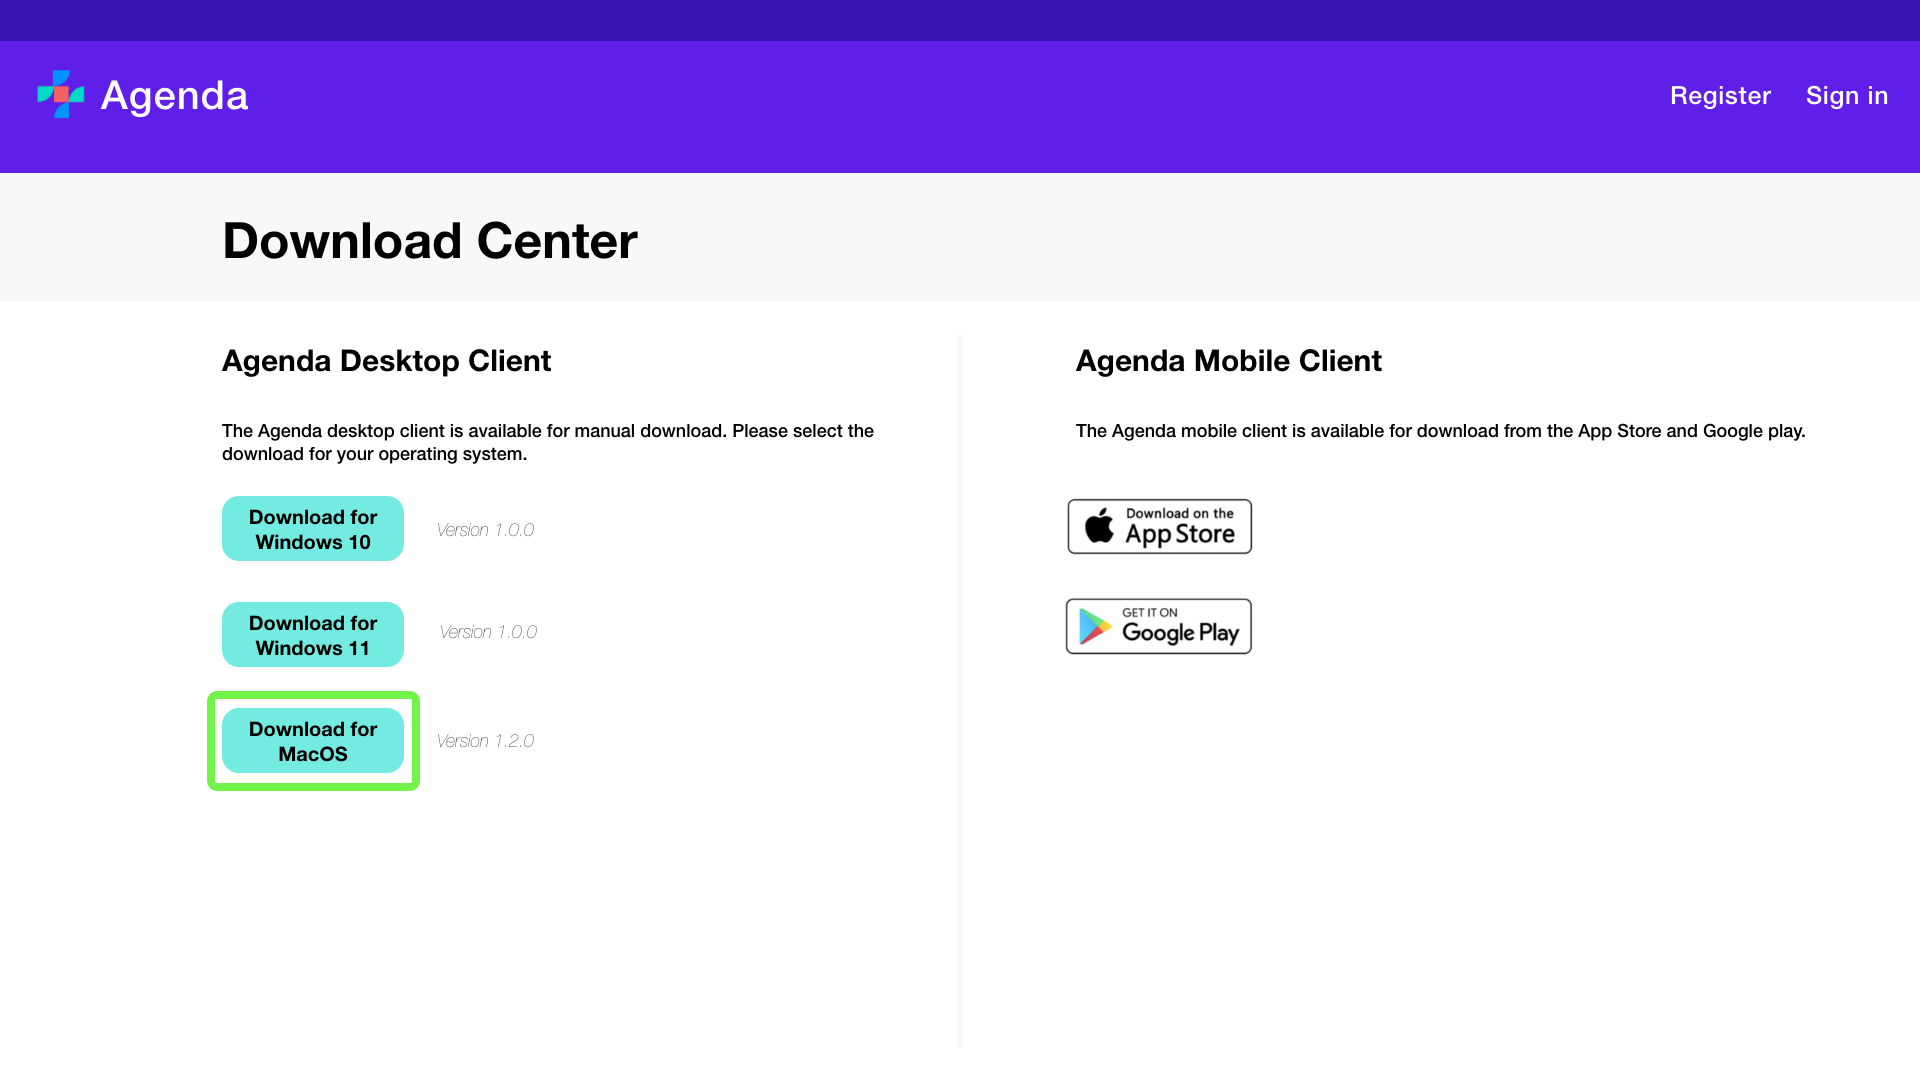 Agenda
Register
Sign in
Download Center
Agenda Desktop Client
The Agenda desktop client is available for manual download. Please select the
download for your operating system.
Download for
Windows 10
Version 1.0.0
Download for
Windows 11
Version 1.0.0
Download for
MacOS
Version 1.2.0
Agenda Mobile Client
The Agenda mobile client is available for download from the App Store and Google play.
Download on the
App Store
GET IT ON
Google Play